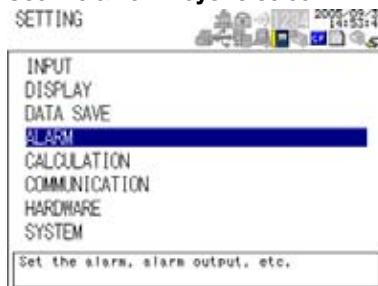 SETTING
INPUT
DISPLAY
DATA SAVE
ALARM
CALCULATION
COMMUNICATION
HARDWARE
SYSTEM
Set the alarm, alarm output, etc.